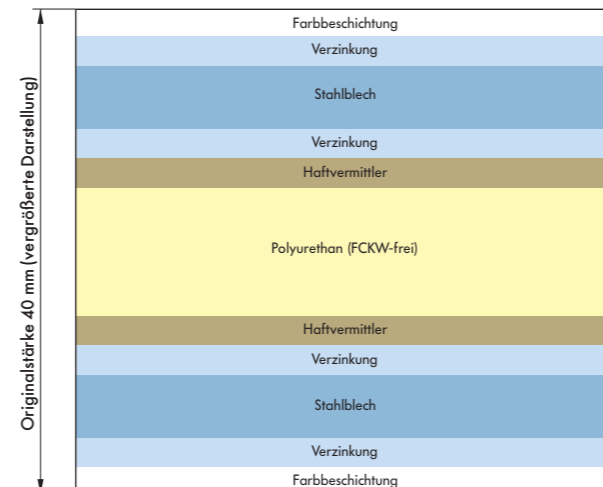 Farbbeschichtung
Verzinkung
Stahlblech
Verzinkung
Haftvermittler
Polyurethan (FCKW-frei)
Haftvermittler
Verzinkung
Stahlblech
Verzinkung
Farbbeschichtung
Originalstärke 40 mm (vergrößerte Darstellung)